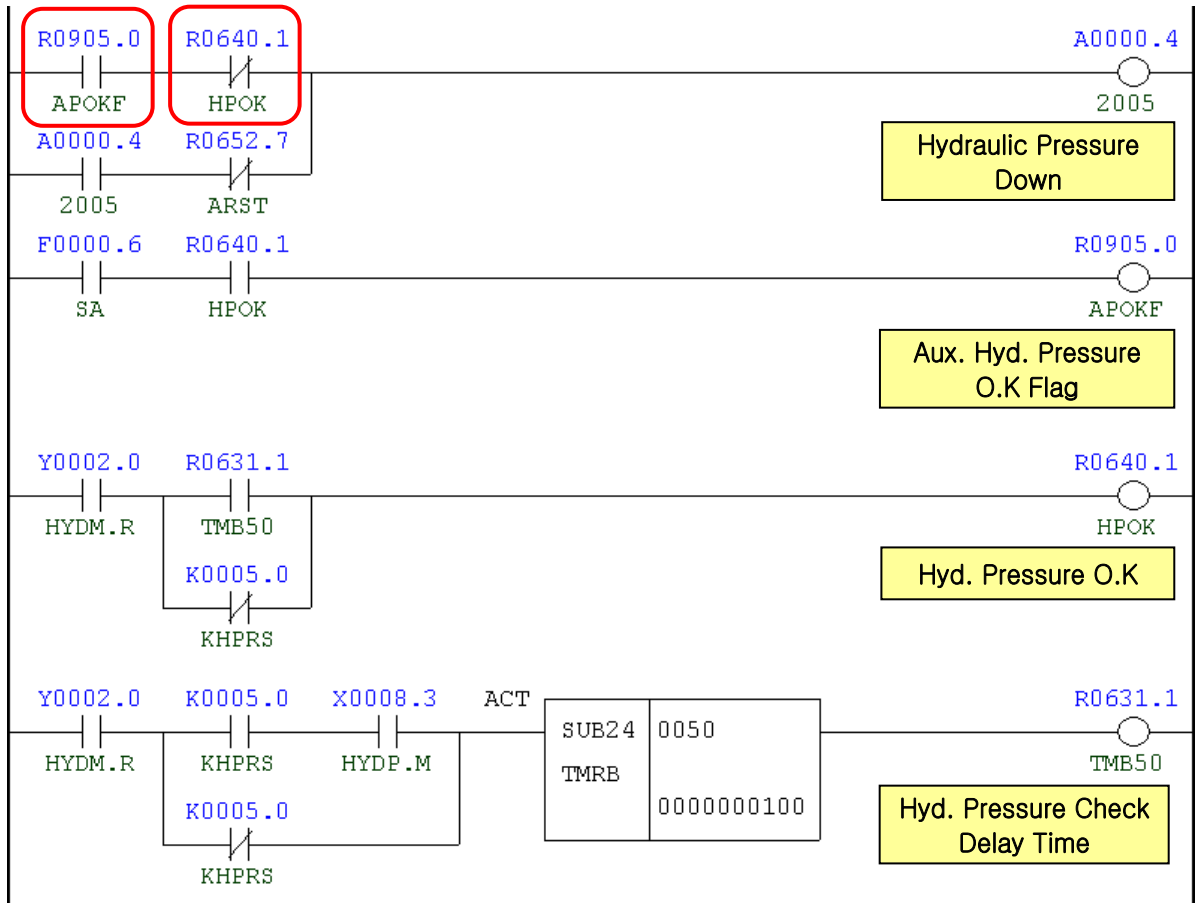 R0905.0 R0640.1 A0000.4
APOKF HPOK 2005
A0000.4 R0652.7
2005 ARST
Hydraulic Pressure
Down
F0000.6 R0640.1 R0905.0
SA HPOK APOKF
Aux. Hyd. Pressure
O.K Flag
Y0002.0 R0631.1 R0640.1
HYDM.R TMB50 HPOK
K0005.0
KHPRS
Hyd. Pressure O.K
Y0002.0 K0005.0 X0008.3 ACT R0631.1
SUB24 0050
HYDM.R KHPRS HYDP.M TMRB TMB50
K0005.0 0000000100
KHPRS
Hyd. Pressure Check
Delay Time